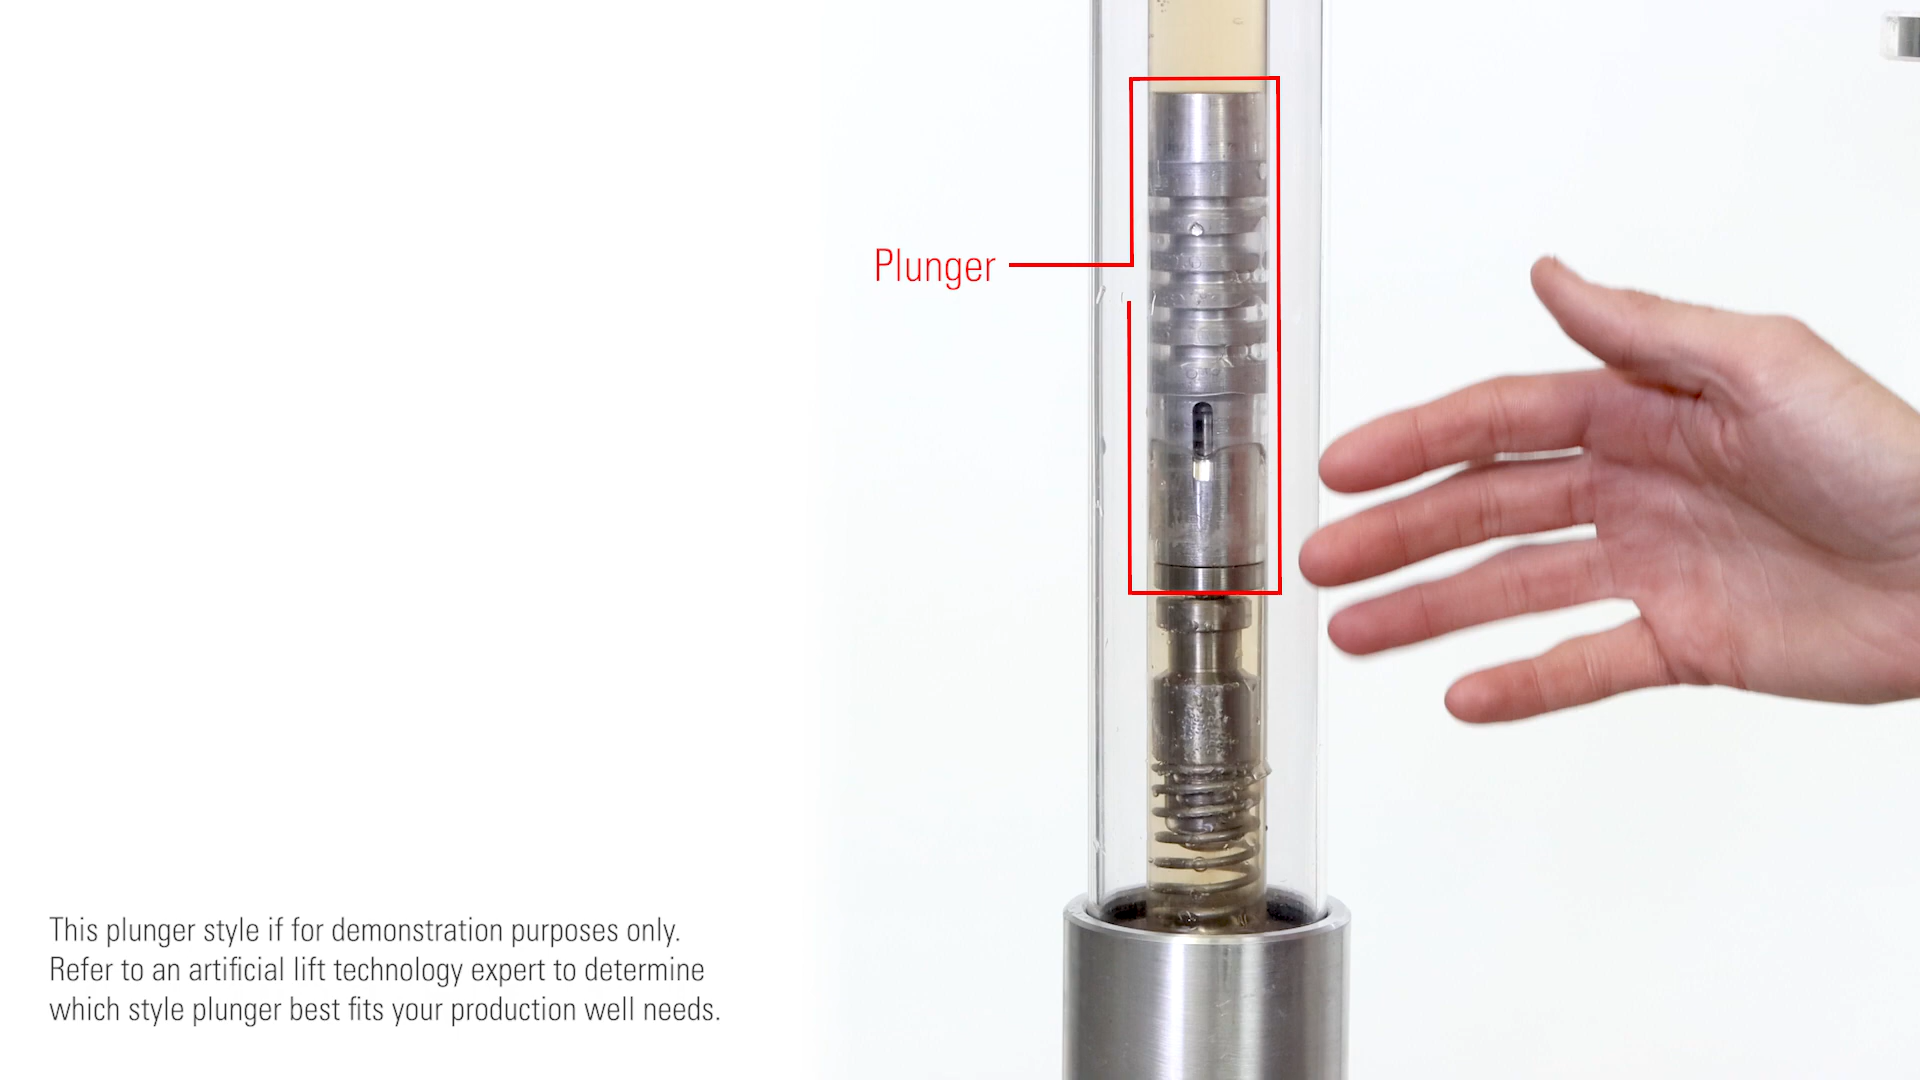 Plunger
This plunger style if for demonstration purposes only.
Refer to an artificial lift technology expert to determine
which style plunger best fits your production well needs.